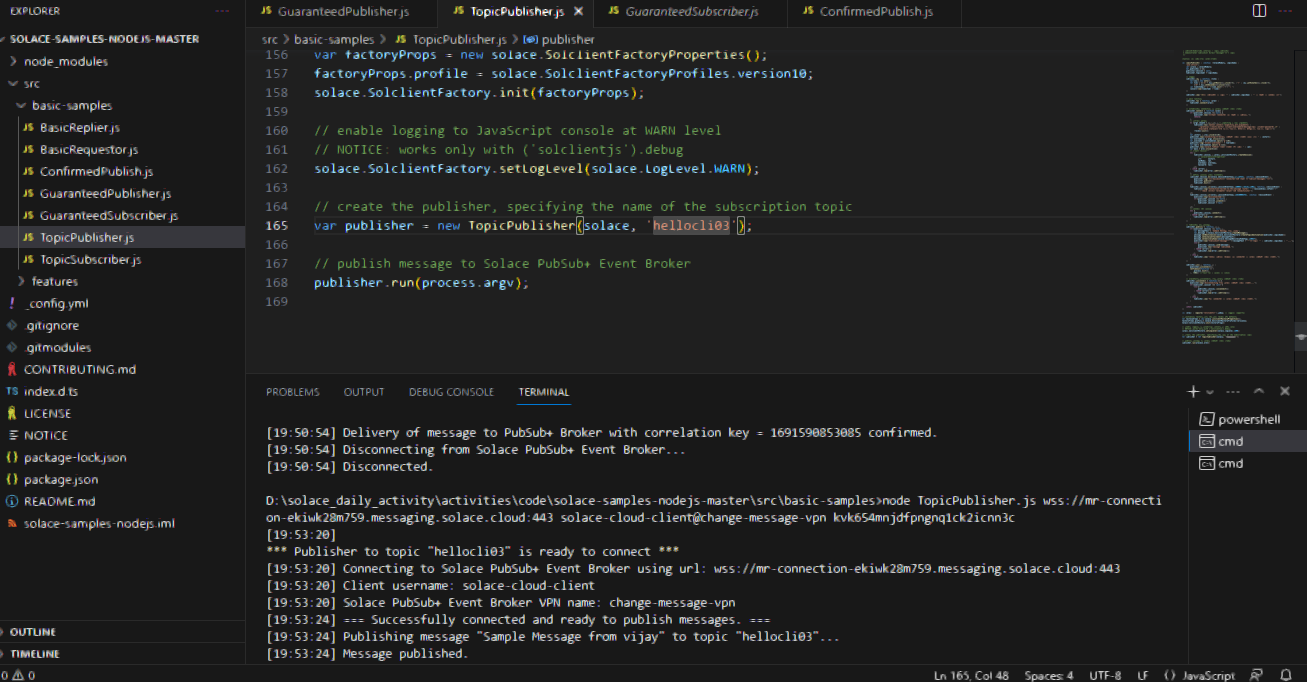 EXPLORER
SOLACE-SAMPLES-NODEJS-MASTER
node_modules
src
basic-samples
JS BasicReplier.js
JS BasicRequestor.js
JS ConfirmedPublish.js
JS GuaranteedPublisher.js
JS GuaranteedSubscriber.js
JS TopicPublisher.js
JS TopicSubscriber.js
features
! _config.yml
.gitignore
.gitmodules
CONTRIBUTING.md
TS index.d.ts
LICENSE
NOTICE
{} package-lock.json
{} package.json
README.md
solace-samples-nodejs.iml
OUTLINE
TIMELINE
JS GuaranteedPublisher.js JS TopicPublisher.js JS GuaranteedSubscriber.js JS ConfirmedPublish.js
src > basic-samples > JS TopicPublisher.js > publisher
156 var factoryProps = new solace.SolclientFactoryProperties();
157 factoryProps.profile = solace.SolclientFactoryProfiles.version10;
158 solace.SolclientFactory.init(factoryProps);
159
160 // enable logging to JavaScript console at WARN level
161 // NOTICE: works only with (`solclientjs').debug
162 solace.SolclientFactory.setLogLevel(solace.LogLevel.WARN);
163
164 // create the publisher, specifying the name of the subscription topic
165 var publisher = new TopicPublisher(solace, `hellocli03`);
166
167 // publish message to Solace PubSub+ Event Broker
168 publisher.run(process.argv);
169
PROBLEMS OUTPUT DEBUG CONSOLE TERMINAL
[19:50:54] Delivery of message to PubSub+ Broker with correlation key = 1691590853085 confirmed.
[19:50:54] Disconnecting from Solace PubSub+ Event Broker...
[19:50:54] Disconnected.
D:\solace_daily_activity\activities\code\solace-samples-nodejs-master\src\basic-samples>node TopicPublisher.js wss://mr-connecti
on-ekiwk28m759.messaging.solace.cloud:443 solace-cloud-client@change-message-vpn kvk654mnjdfpngnq1ck2icnn3c
[19:53:20]
*** Publisher to topic "hellocli03" is ready to connect ***
[19:53:20] Connecting to Solace PubSub+ Event Broker using url: wss://mr-connection-ekiwk28m759.messaging.solace.cloud:443
[19:53:20] Client username: solace-cloud-client
[19:53:20] Solace PubSub+ Event Broker VPN name: change-message-vpn
[19:53:24] === Successfully connected and ready to publish messages. ===
[19:53:24] Publishing message "Sample Message from vijay" to topic "hellocli03"...
[19:53:24] Message published.
powershell
cmd
cmd
0 0 Ln 165, Col 48 Spaces: 4 UTF-8 LF {} JavaScript